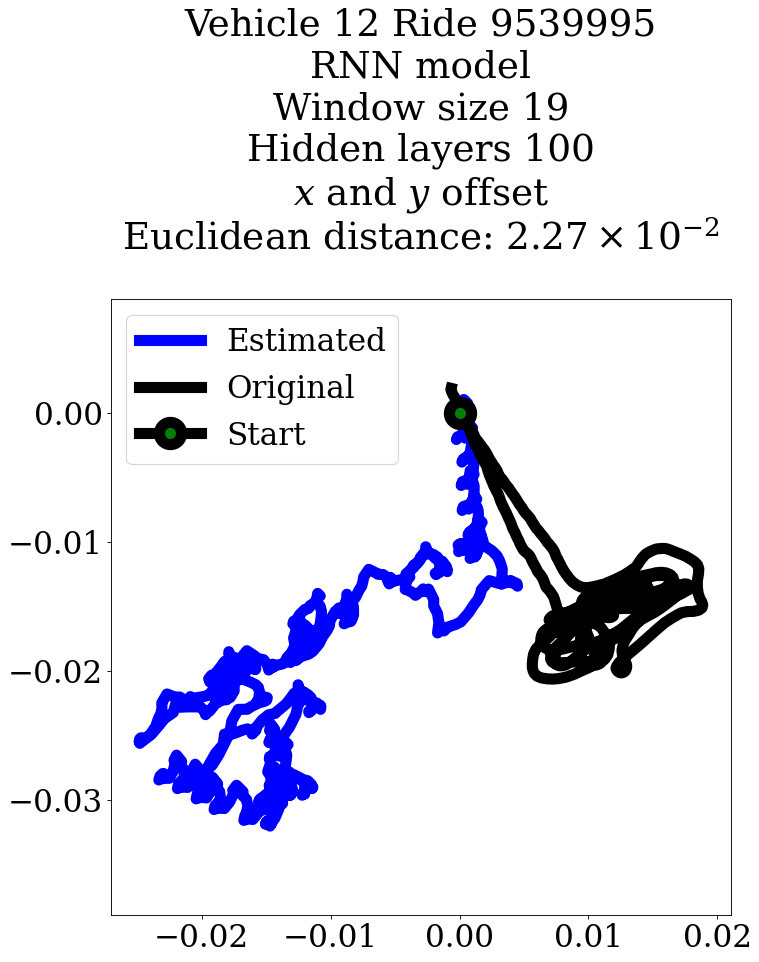 Vehicle 12 Ride 9539995
RNN model
Window size 19
Hidden layers 100
x and y offset
Euclidean distance: 2.27 × 10⁻²
Estimated
Original
Start
0.00
−0.01
−0.02
−0.03
−0.02 −0.01 0.00 0.01 0.02